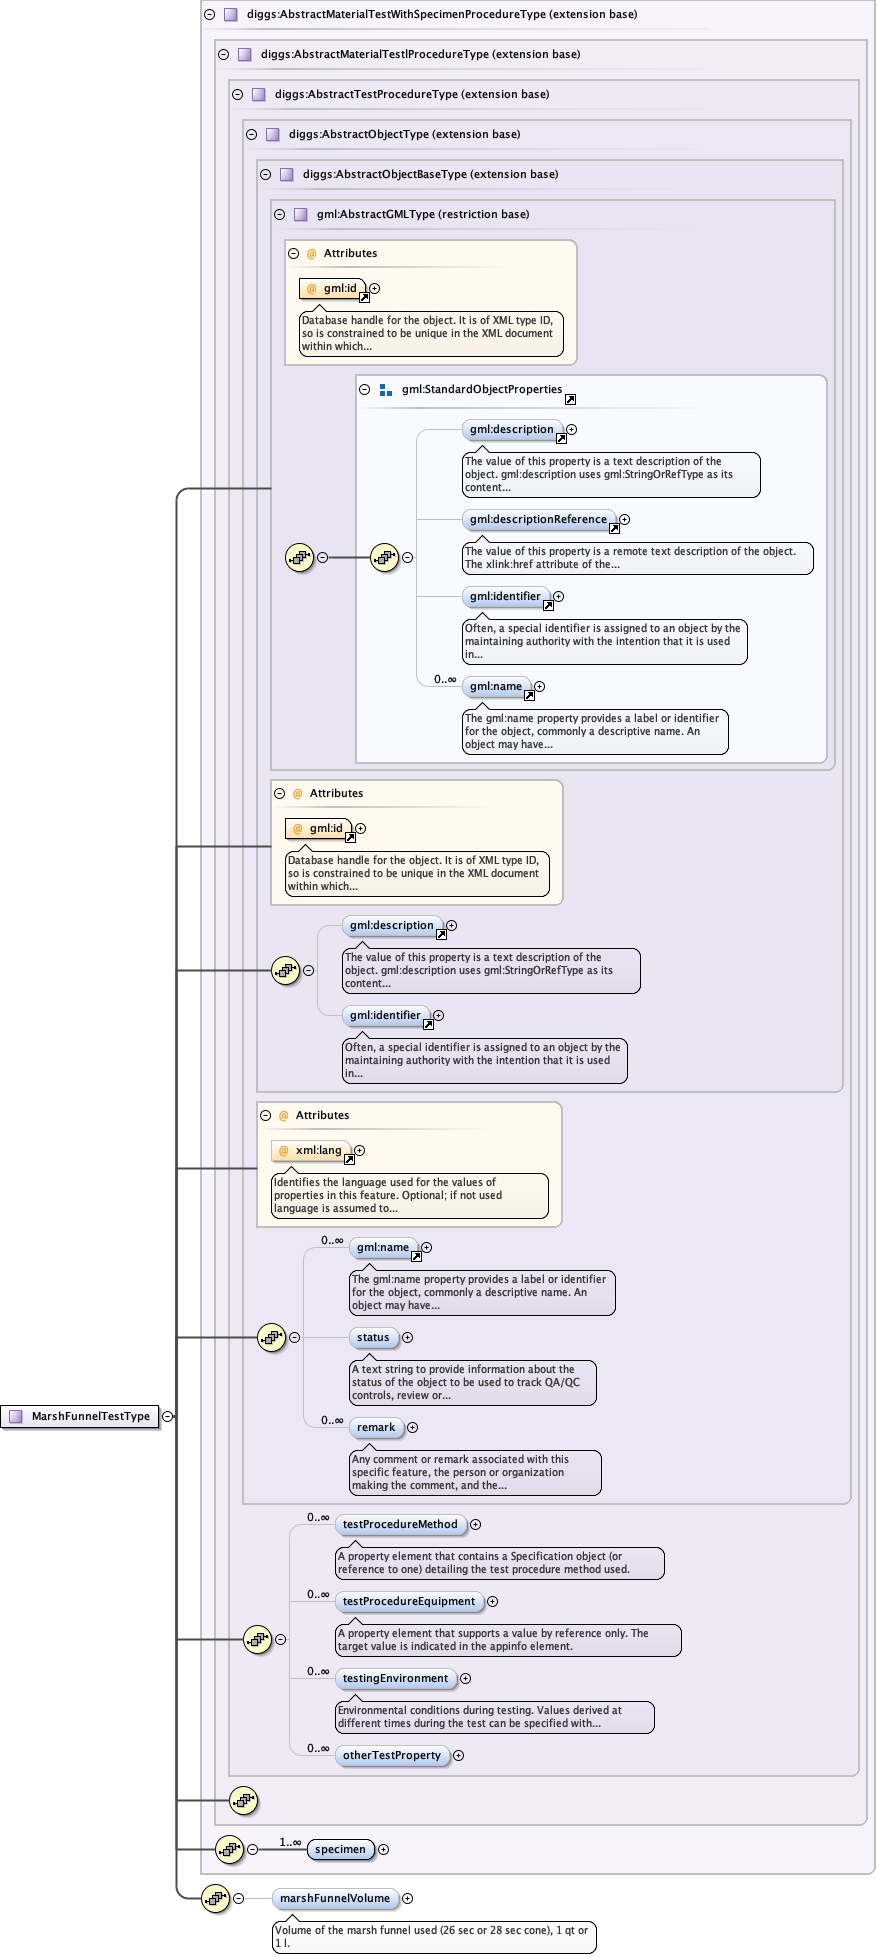 diggs:AbstractMaterialTestWithSpecimenProcedureType (extension base)
diggs:AbstractMaterialTestIProcedureType (extension base)
diggs:AbstractTestProcedureType (extension base)
diggs:AbstractObjectType (extension base)
diggs:AbstractObjectBaseType (extension base)
gml:AbstractGMLType (restriction base)
@ Attributes
@ gml:id
Database handle for the object. It is of XML type ID,
so is constrained to be unique in the XML document
within which...
gml:StandardObjectProperties
gml:description
The value of this property is a text description of the
object. gml:description uses gml:StringOrRefType as its
content...
gml:descriptionReference
The value of this property is a remote text description of the object.
The xlink:href attribute of the...
gml:identifier
Often, a special identifier is assigned to an object by the
maintaining authority with the intention that it is used
in...
0..∞
gml:name
The gml:name property provides a label or identifier
for the object, commonly a descriptive name. An
object may have...
@ Attributes
@ gml:id
Database handle for the object. It is of XML type ID,
so is constrained to be unique in the XML document
within which...
gml:description
The value of this property is a text description of the
object. gml:description uses gml:StringOrRefType as its
content...
gml:identifier
Often, a special identifier is assigned to an object by the
maintaining authority with the intention that it is used
in...
@ Attributes
@ xml:lang
Identifies the language used for the values of
properties in this feature. Optional; if not used
language is assumed to...
0..∞
gml:name
The gml:name property provides a label or identifier
for the object, commonly a descriptive name. An
object may have...
status
A text string to provide information about the
status of the object to be used to track QA/QC
controls, review or...
MarshFunnelTestType
0..∞
remark
Any comment or remark associated with this
specific feature, the person or organization
making the comment, and the...
0..∞
testProcedureMethod
A property element that contains a Specification object (or
reference to one) detailing the test procedure method used.
0..∞
testProcedureEquipment
A property element that supports a value by reference only. The
target value is indicated in the appinfo element.
0..∞
testingEnvironment
Environmental conditions during testing. Values derived at
different times during the test can be specified with...
0..∞
otherTestProperty
1..∞
specimen
marshFunnelVolume
Volume of the marsh funnel used (26 sec or 28 sec cone), 1 qt or
1 l.